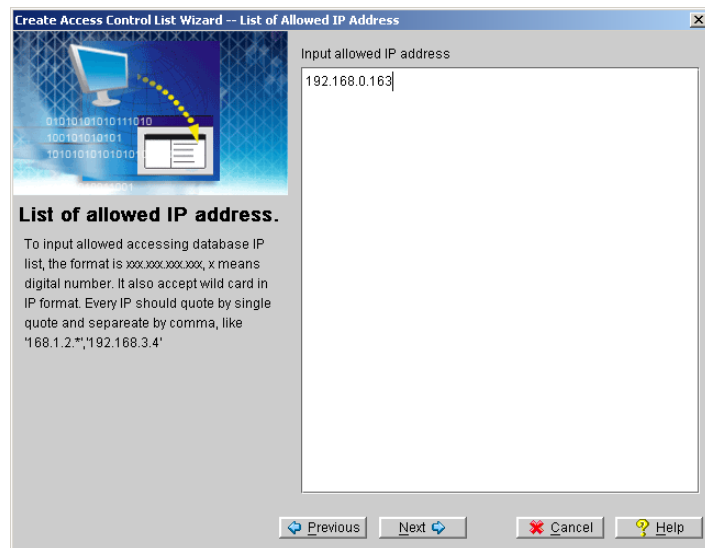 Create Access Control List Wizard -- List of Allowed IP Address
Input allowed IP address
192.168.0.163
01010101010111010
100101010101
101010101010101
List of allowed IP address.
To input allowed accessing database IP
list, the format is xxx.xxx.xxx.xxx, x means
digital number. It also accept wild card in
IP format. Every IP should quote by single
quote and separeate by comma, like
'168.1.2.*','192.168.3.4'
Previous
Next
Cancel
Help